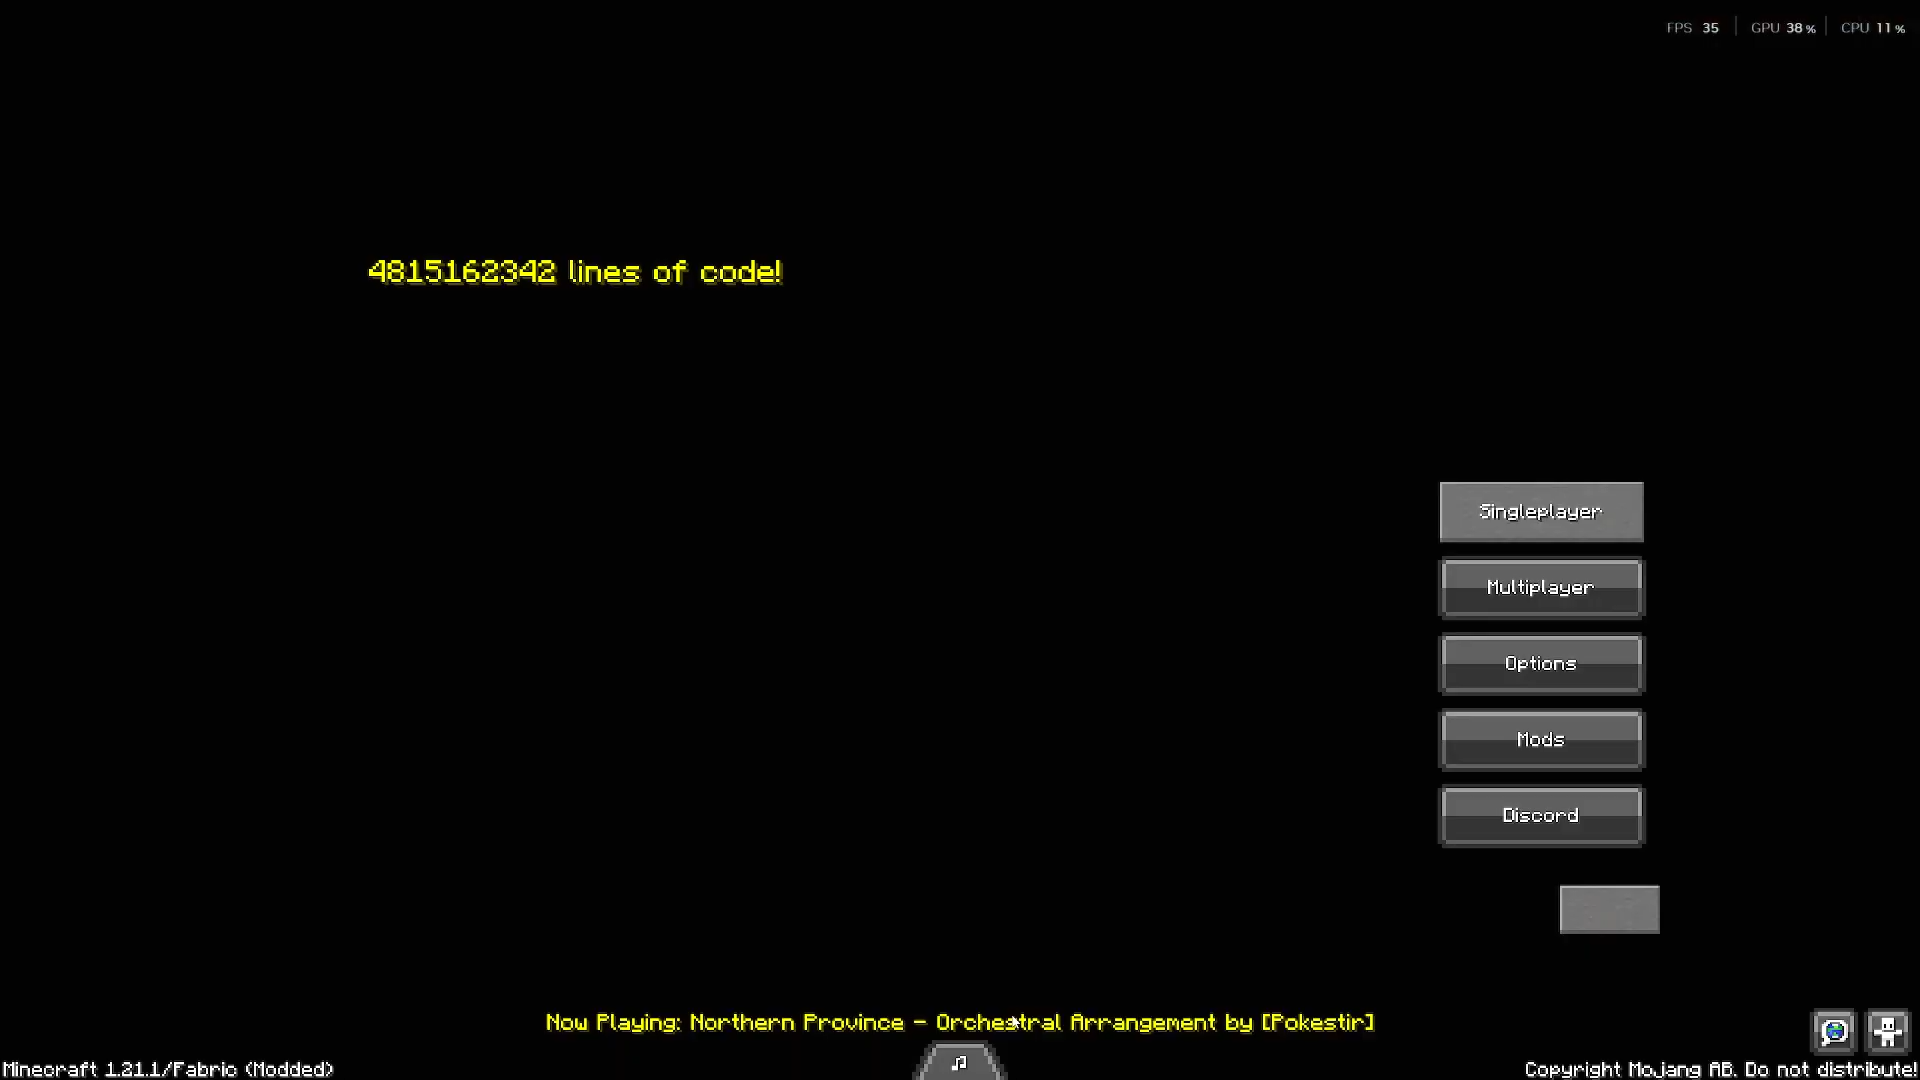 FPS 35 GPU 38% CPU 11%
4815162342 lines of code!
Singleplayer
Multiplayer
Options
Mods
Discord
Now Playing: Northern Province - Orchestral Arrangement by [Pokestir]
Minecraft 1.21.1/Fabric (Modded)
Copyright Mojang AB. Do not distribute!